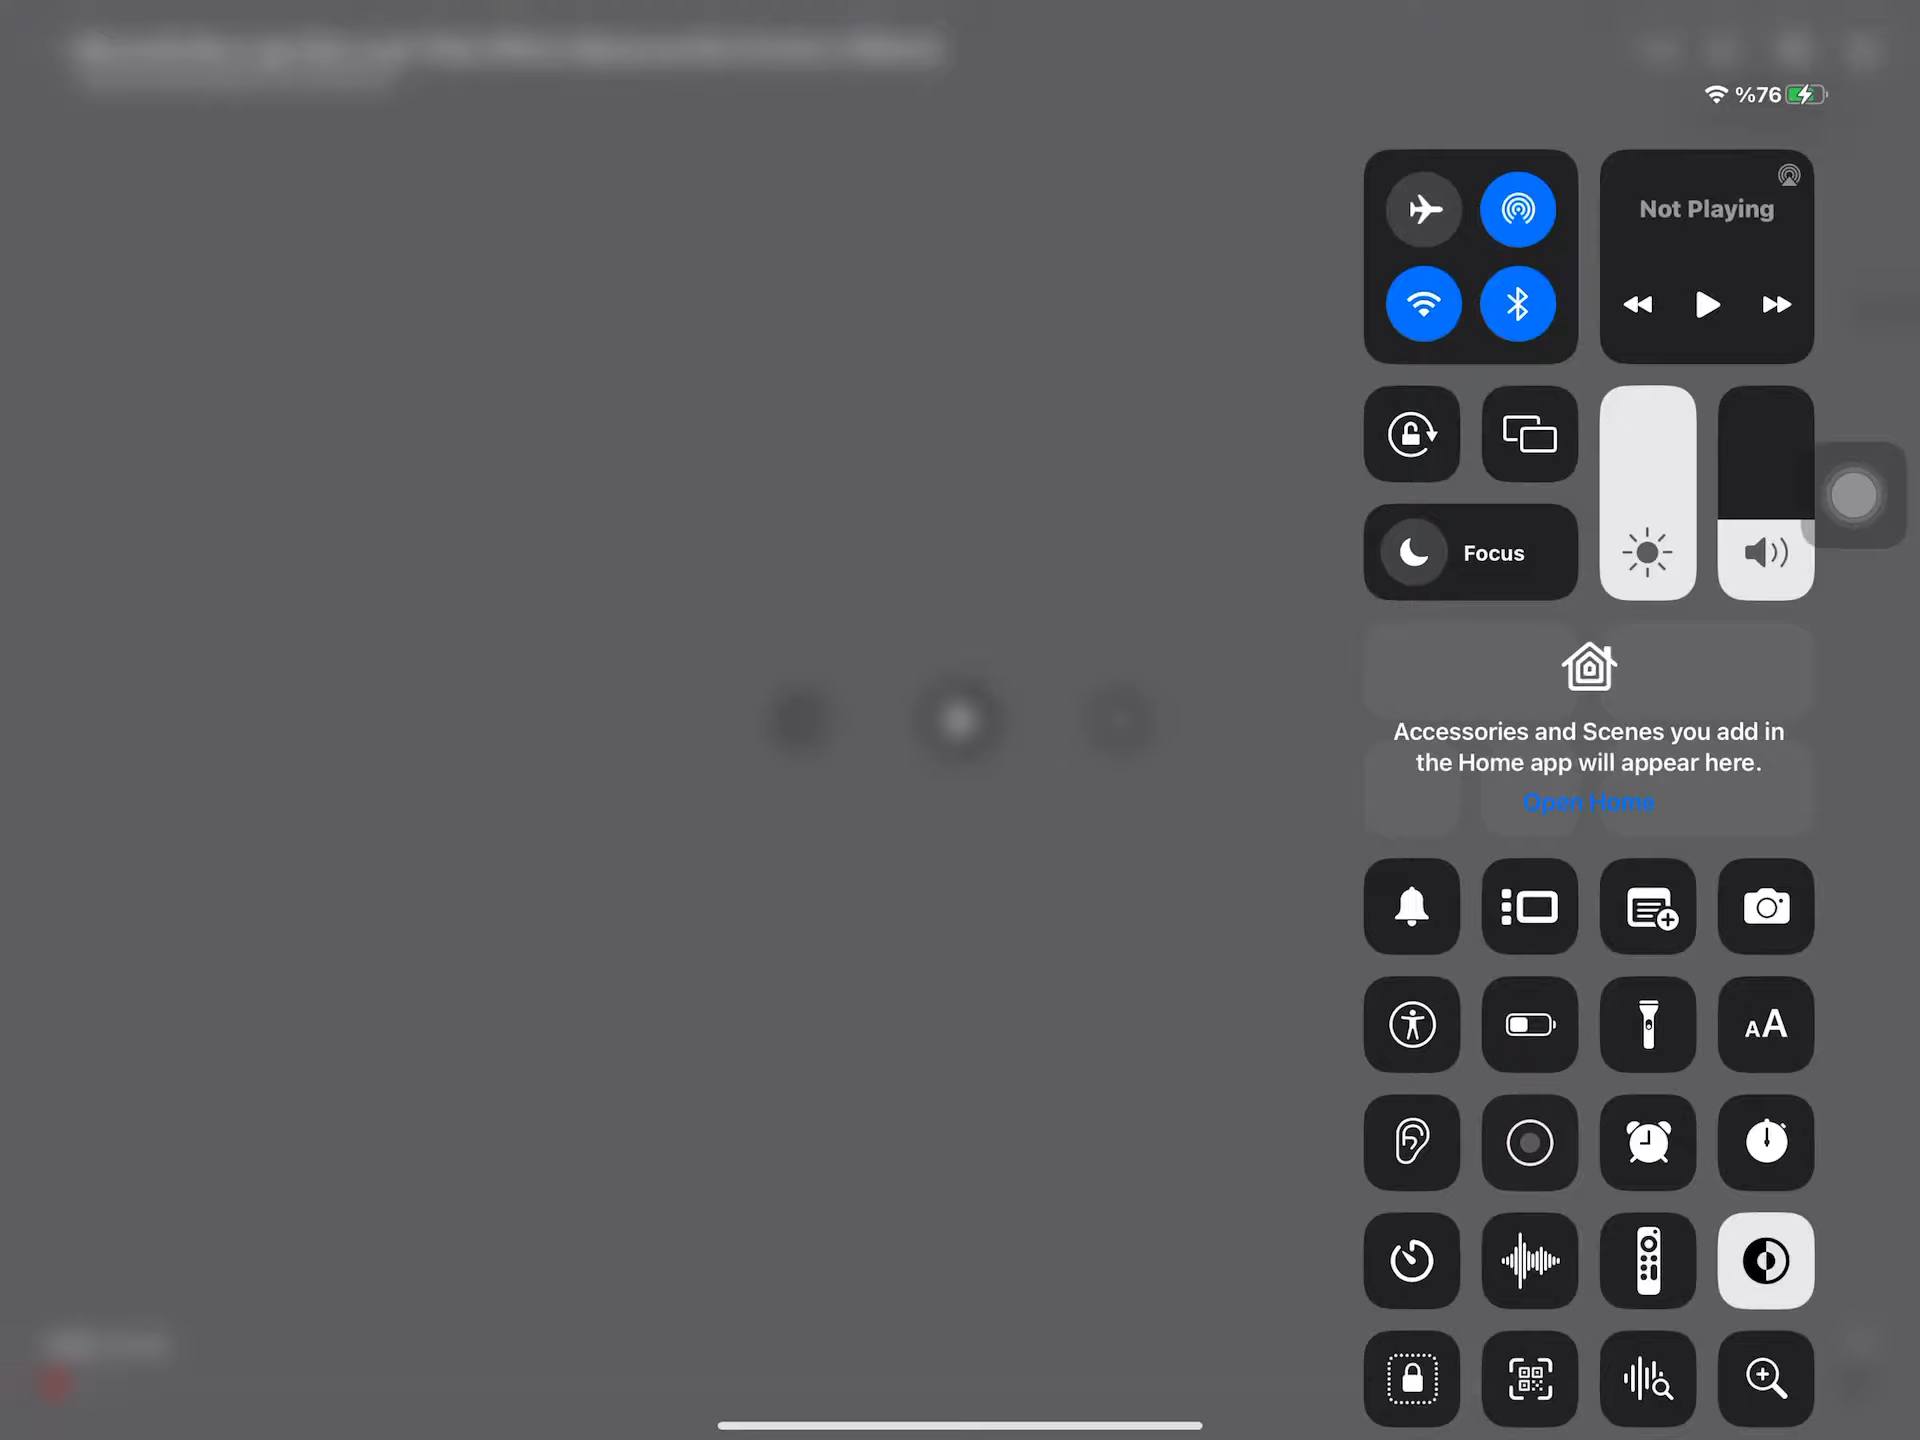 %76
Not Playing
Focus
Accessories and Scenes you add in
the Home app will appear here.
Open Home
AA